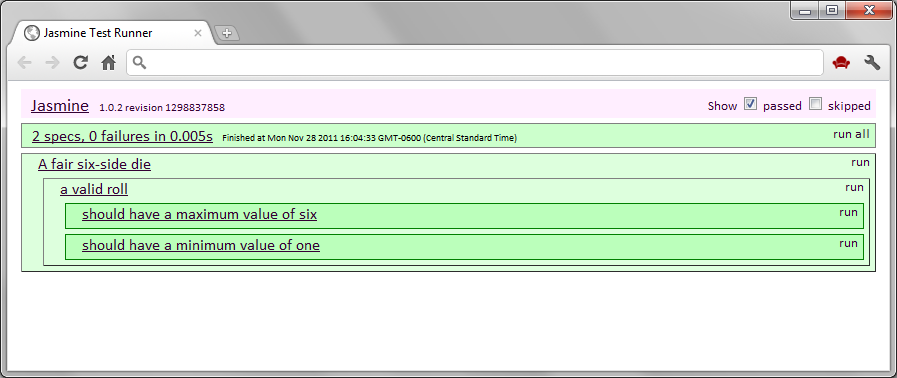 Jasmine Test Runner
Jasmine 1.0.2 revision 1298837858 Show passed skipped
2 specs, 0 failures in 0.005s Finished at Mon Nov 28 2011 16:04:33 GMT-0600 (Central Standard Time) run all
A fair six-side die run
a valid roll run
should have a maximum value of six run
should have a minimum value of one run